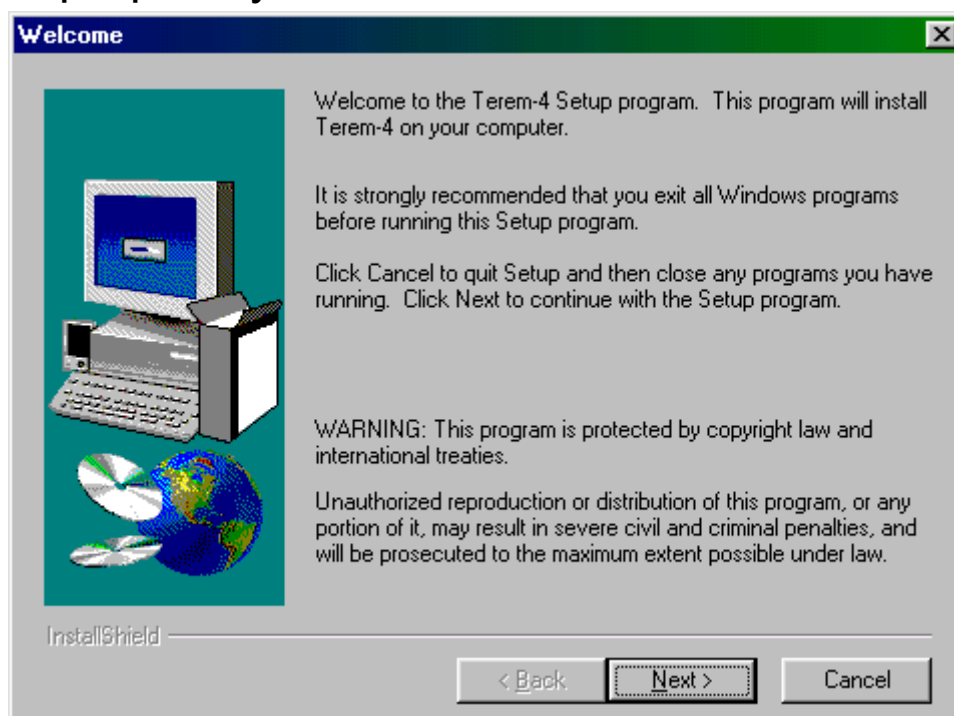 Welcome
Welcome to the Terem-4 Setup program. This program will install
Terem-4 on your computer.
It is strongly recommended that you exit all Windows programs
before running this Setup program.
Click Cancel to quit Setup and then close any programs you have
running. Click Next to continue with the Setup program.
WARNING: This program is protected by copyright law and
international treaties.
Unauthorized reproduction or distribution of this program, or any
portion of it, may result in severe civil and criminal penalties, and
will be prosecuted to the maximum extent possible under law.
InstallShield
< Back
Next >
Cancel